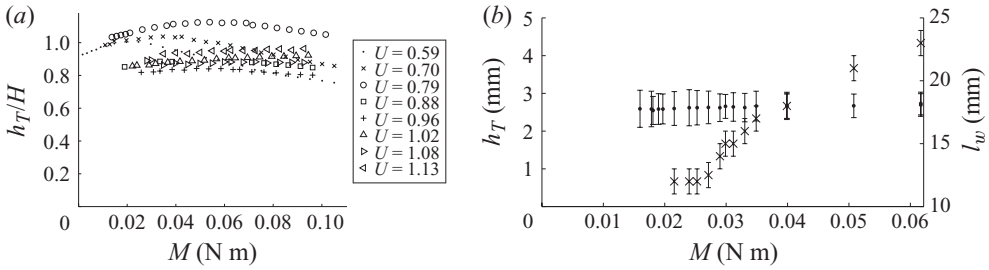 (a)
1.0
0.8
0.6
0.4
0.2
0
0.02
0.04
0.06
0.08
0.10
h_T/H
M (N m)
U = 0.59
U = 0.70
U = 0.79
U = 0.88
U = 0.96
U = 1.02
U = 1.08
U = 1.13
(b)
5
4
3
2
1
0
0
0.01
0.02
0.03
0.04
0.05
0.06
h_T (mm)
M (N m)
25
20
15
10
l_w (mm)